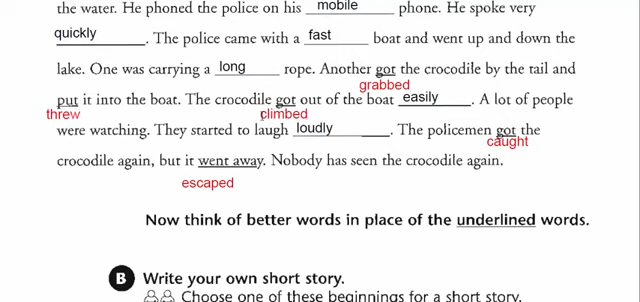 the water. He phoned the police on his mobile phone. He spoke very
quickly . The police came with a fast boat and went up and down the
lake. One was carrying a long rope. Another got the crocodile by the tail and
grabbed
put it into the boat. The crocodile got out of the boat easily . A lot of people
threw climbed
were watching. They started to laugh loudly . The policemen got the
caught
crocodile again, but it went away. Nobody has seen the crocodile again.
escaped
Now think of better words in place of the underlined words.
B Write your own short story.
Choose one of these beginnings for a short story.